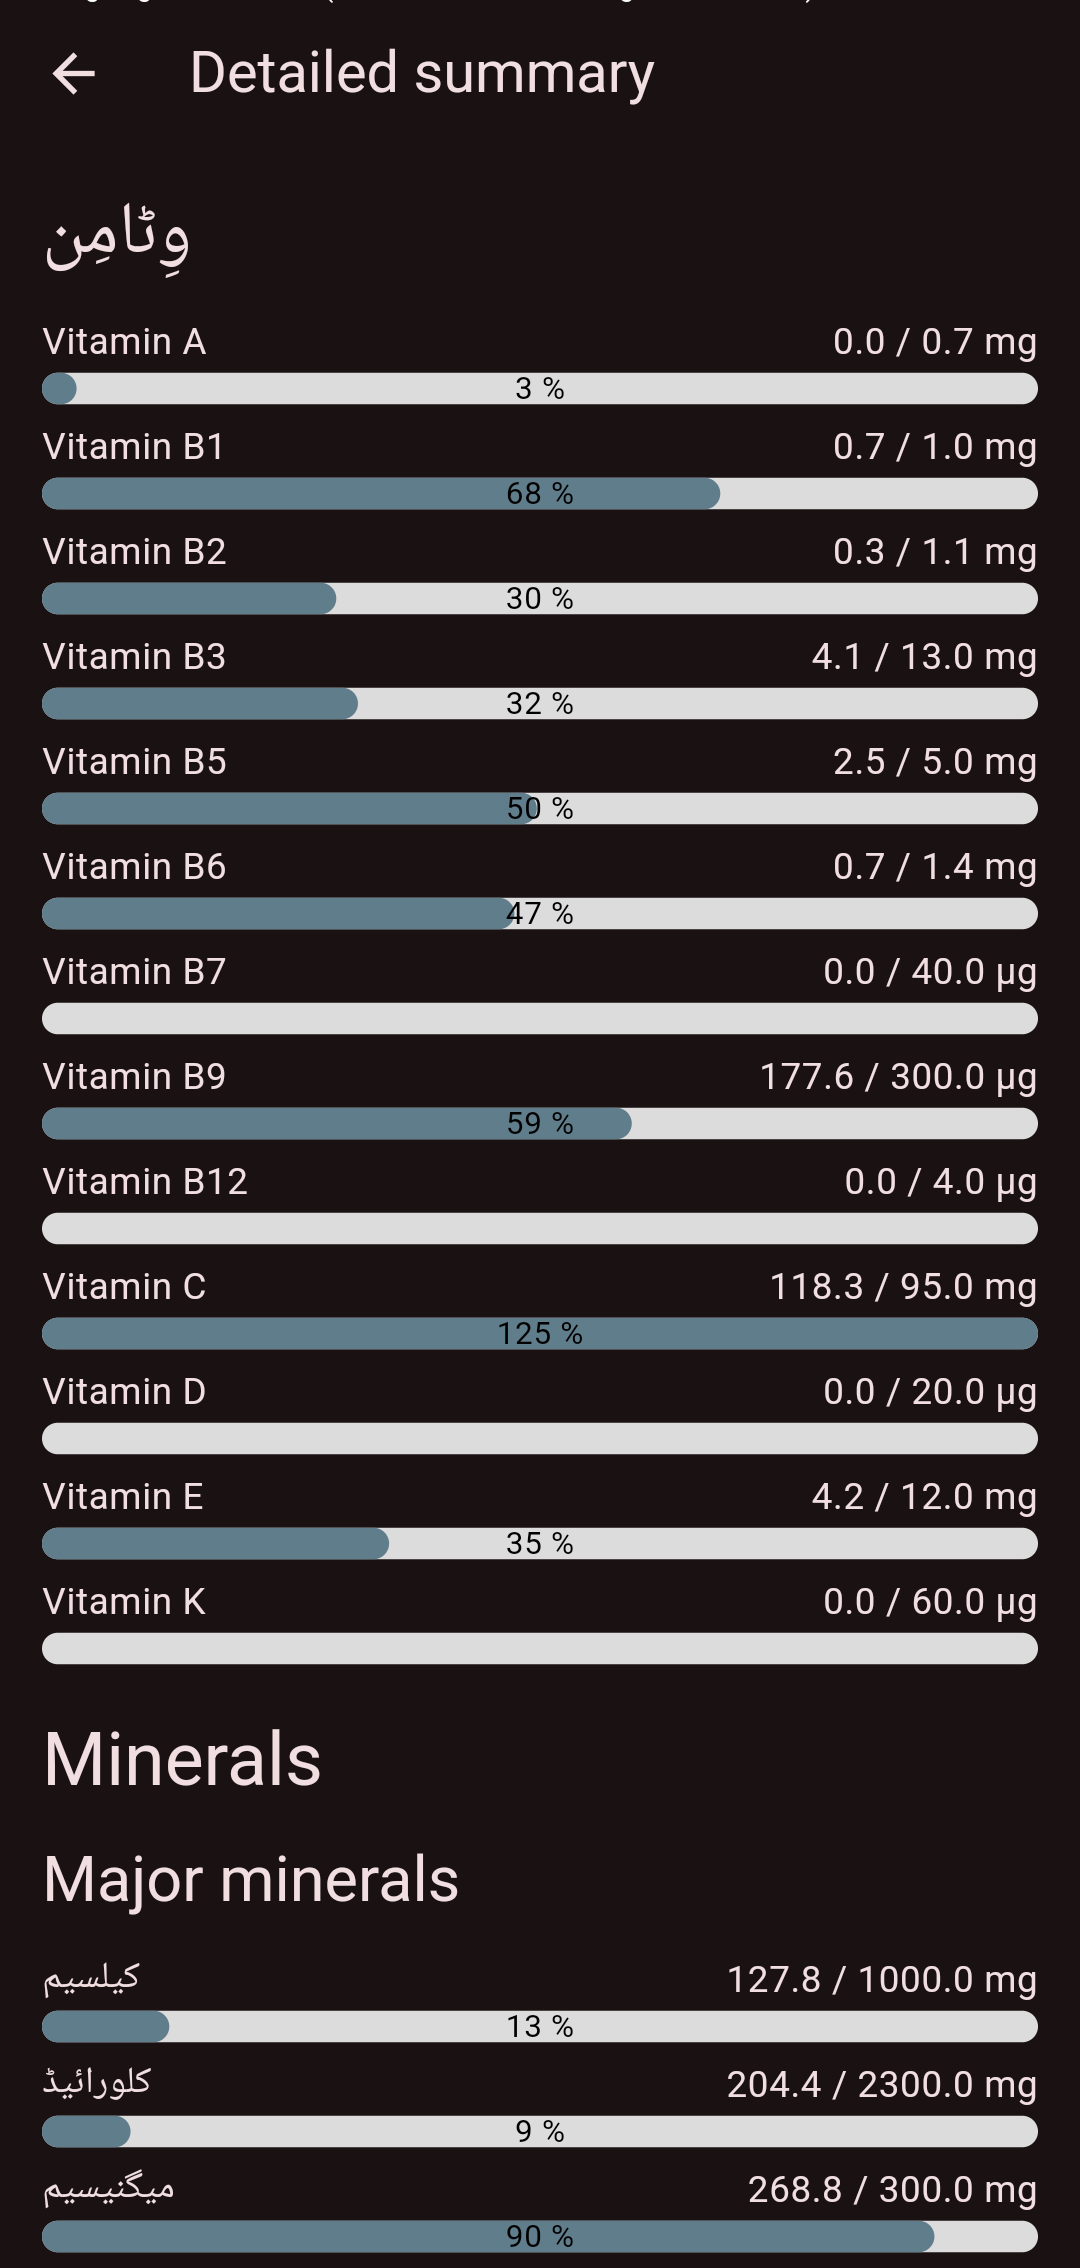 Detailed summary
وِٹامِن
Vitamin A 0.0 / 0.7 mg
3 %
Vitamin B1 0.7 / 1.0 mg
68 %
Vitamin B2 0.3 / 1.1 mg
30 %
Vitamin B3 4.1 / 13.0 mg
32 %
Vitamin B5 2.5 / 5.0 mg
50 %
Vitamin B6 0.7 / 1.4 mg
47 %
Vitamin B7 0.0 / 40.0 µg
Vitamin B9 177.6 / 300.0 µg
59 %
Vitamin B12 0.0 / 4.0 µg
Vitamin C 118.3 / 95.0 mg
125 %
Vitamin D 0.0 / 20.0 µg
Vitamin E 4.2 / 12.0 mg
35 %
Vitamin K 0.0 / 60.0 µg
Minerals
Major minerals
کیلسیم 127.8 / 1000.0 mg
13 %
کلورائیڈ 204.4 / 2300.0 mg
9 %
میگنیسیم 268.8 / 300.0 mg
90 %